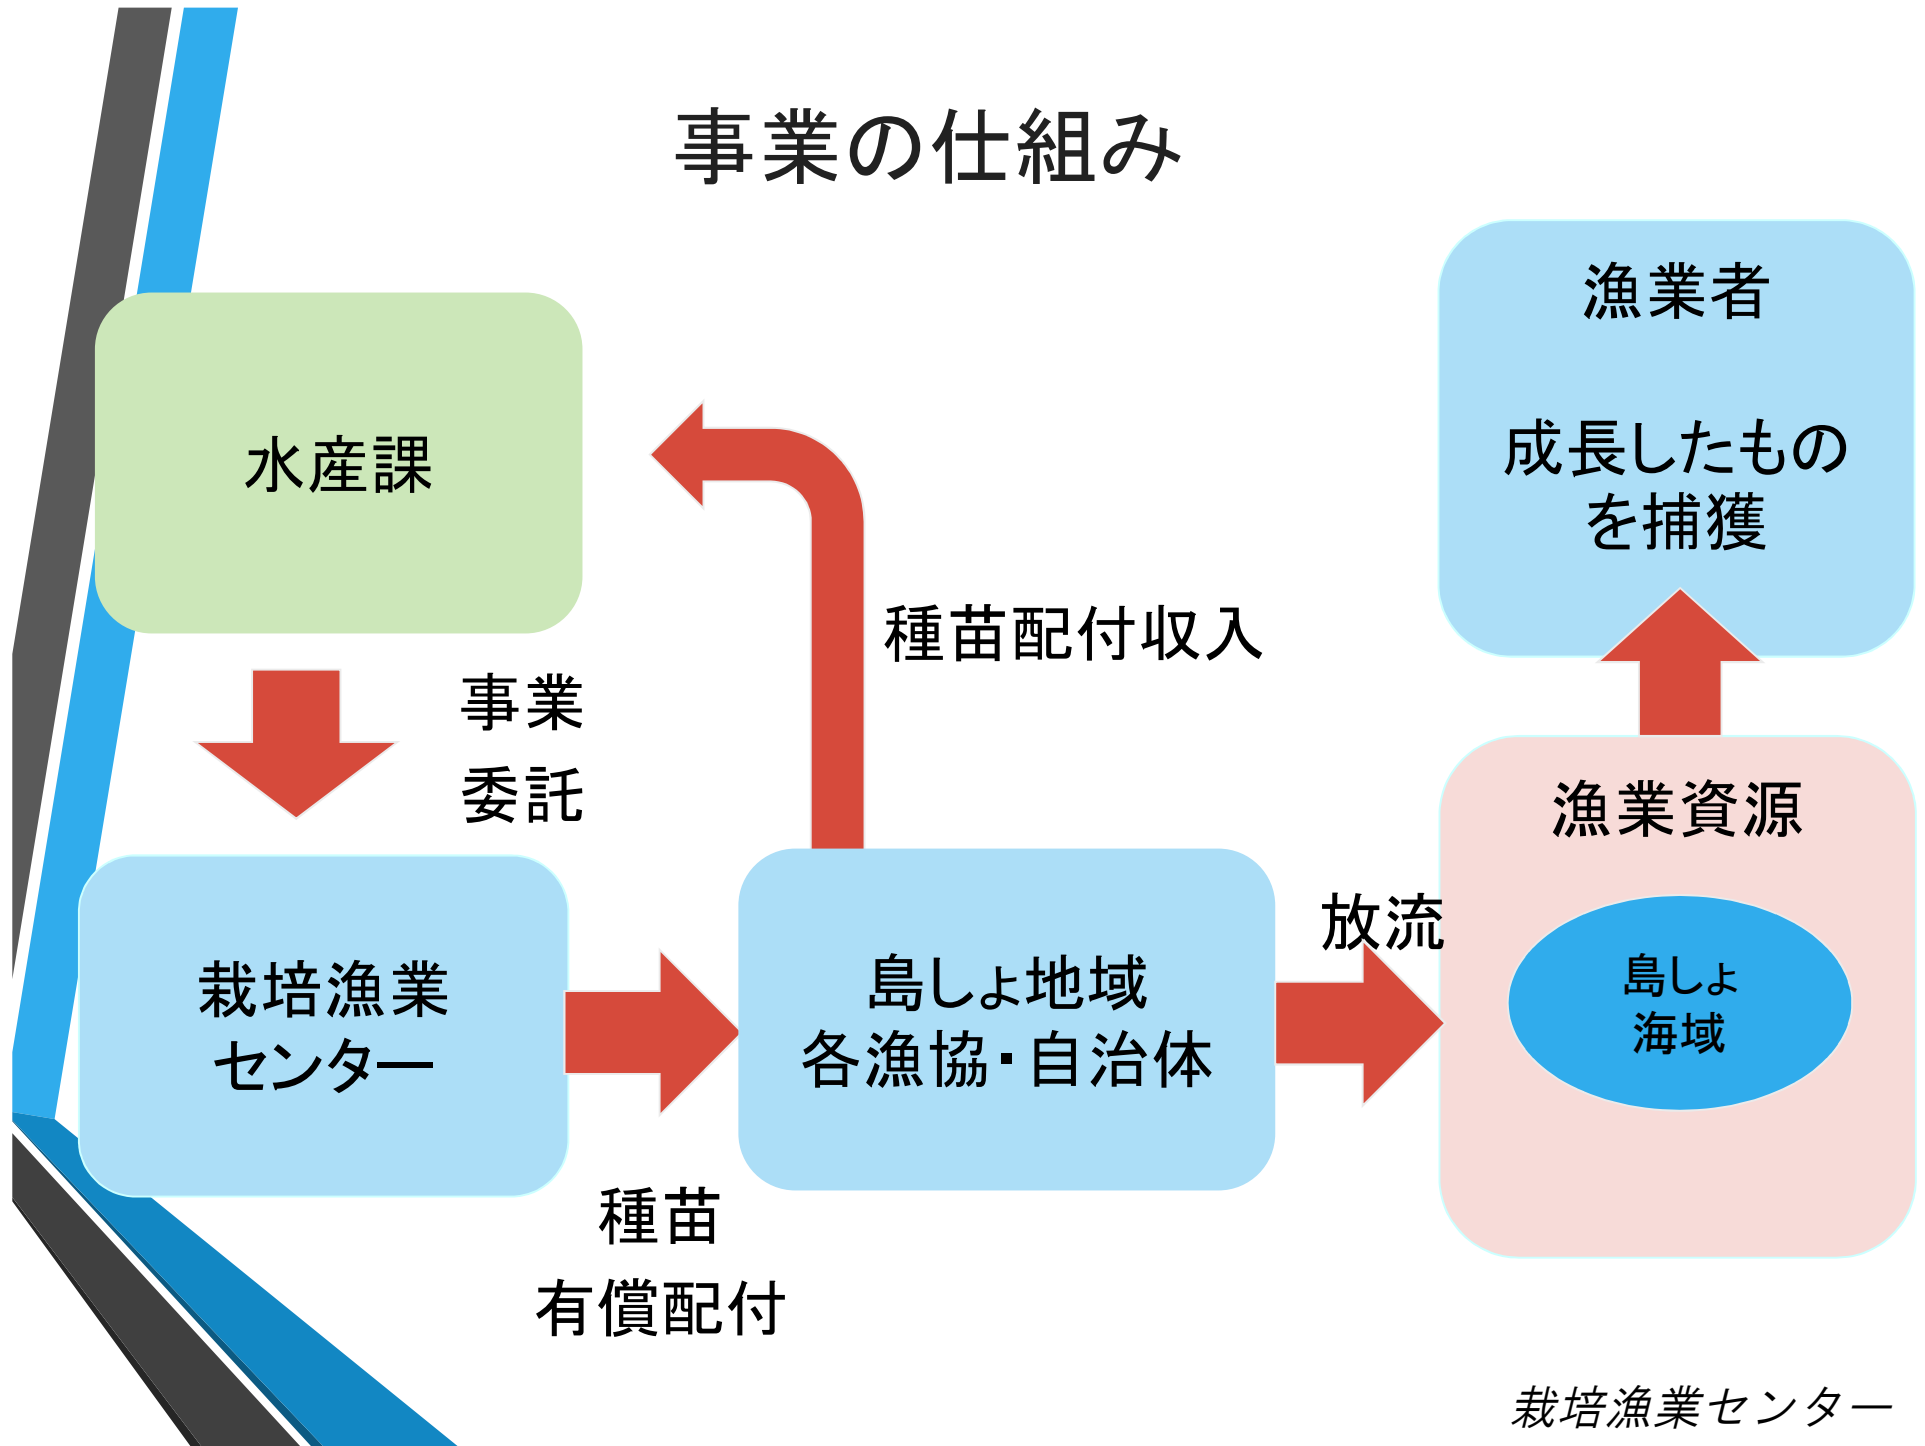 事業の仕組み
水産課
事業
委託
栽培漁業
センター
種苗
有償配付
種苗配付収入
島しょ地域
各漁協・自治体
放流
漁業者
成長したもの
を捕獲
漁業資源
島しょ
海域
栽培漁業センター